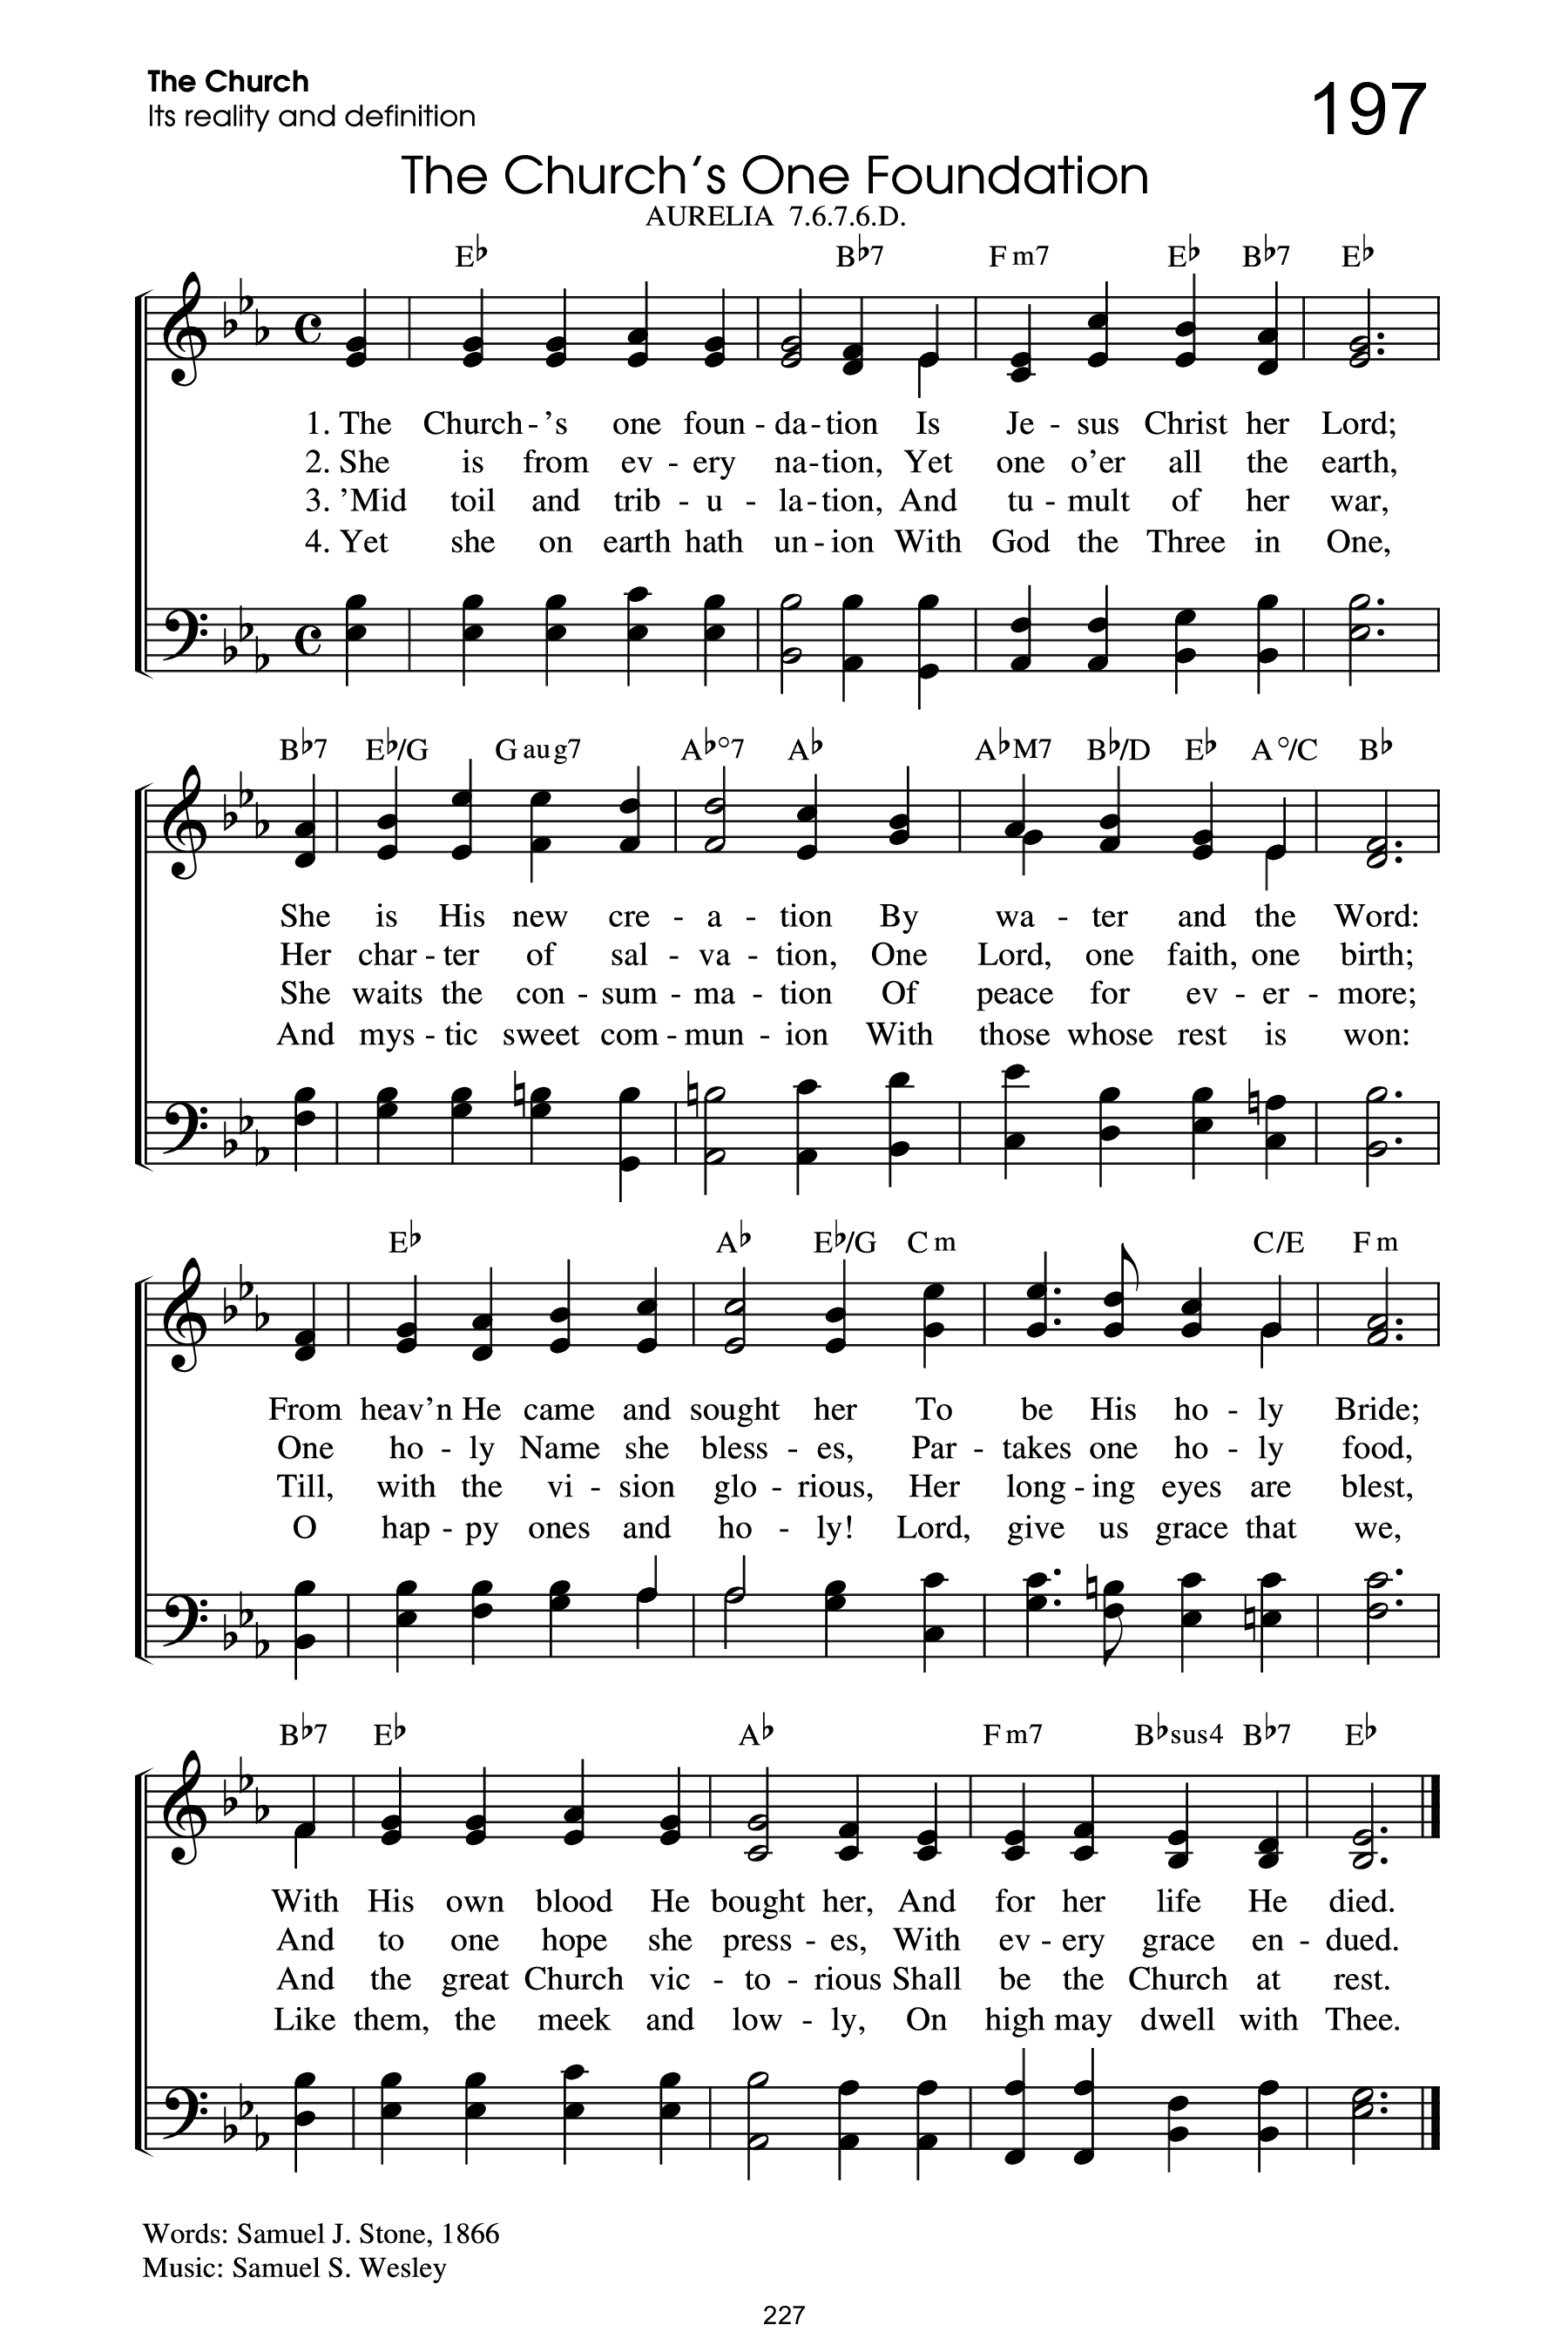 The Church
Its reality and definition
197
The Church‘s One Foundation
AURELIA 7.6.7.6.D.
E♭ B♭7 F m7 E♭ B♭7 E♭
1. The Church - ’s one foun - da - tion Is Je - sus Christ her Lord;
2. She is from ev - ery na - tion, Yet one o’er all the earth,
3. ’Mid toil and trib - u - la - tion, And tu - mult of her war,
4. Yet she on earth hath un - ion With God the Three in One,
B♭7 E♭/G G aug7 A♭°7 A♭ A♭M7 B♭/D E♭ A°/C B♭
She is His new cre - a - tion By wa - ter and the Word:
Her char - ter of sal - va - tion, One Lord, one faith, one birth;
She waits the con - sum - ma - tion Of peace for ev - er - more;
And mys - tic sweet com - mun - ion With those whose rest is won:
E♭ A♭ E♭/G C m C/E F m
From heav’n He came and sought her To be His ho - ly Bride;
One ho - ly Name she bless - es, Par - takes one ho - ly food,
Till, with the vi - sion glo - rious, Her long - ing eyes are blest,
O hap - py ones and ho - ly! Lord, give us grace that we,
B♭7 E♭ A♭ F m7 B♭sus4 B♭7 E♭
With His own blood He bought her, And for her life He died.
And to one hope she press - es, With ev - ery grace en - dued.
And the great Church vic - to - rious Shall be the Church at rest.
Like them, the meek and low - ly, On high may dwell with Thee.
Words: Samuel J. Stone, 1866
Music: Samuel S. Wesley
227